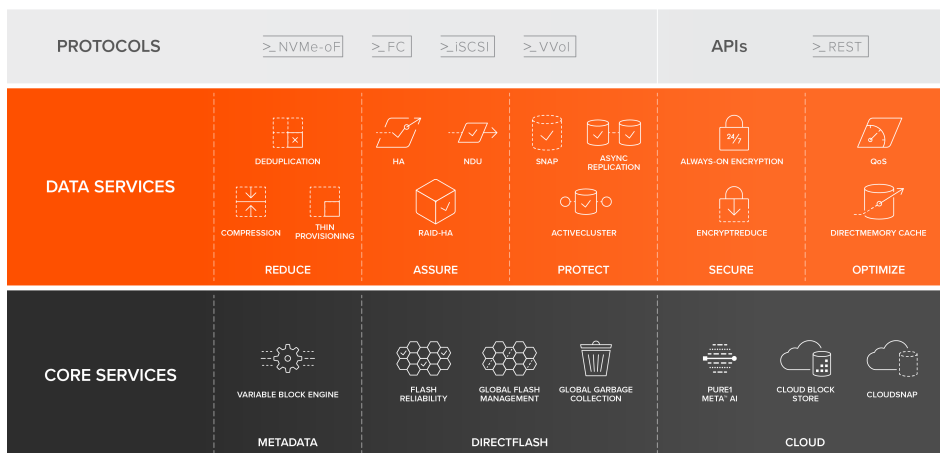 PROTOCOLS
>_NVMe-oF
>_FC
>_iSCSI
>_VVol
APIs
>_REST
DATA SERVICES
DEDUPLICATION
COMPRESSION
THIN
PROVISIONING
REDUCE
HA
NDU
RAID-HA
ASSURE
SNAP
ASYNC
REPLICATION
ACTIVECLUSTER
PROTECT
24/7
ALWAYS-ON ENCRYPTION
ENCRYPTREDUCE
SECURE
QoS
DIRECTMEMORY CACHE
OPTIMIZE
CORE SERVICES
VARIABLE BLOCK ENGINE
METADATA
FLASH
RELIABILITY
GLOBAL FLASH
MANAGEMENT
GLOBAL GARBAGE
COLLECTION
DIRECTFLASH
PURE1
META™ AI
CLOUD BLOCK
STORE
CLOUDSNAP
CLOUD